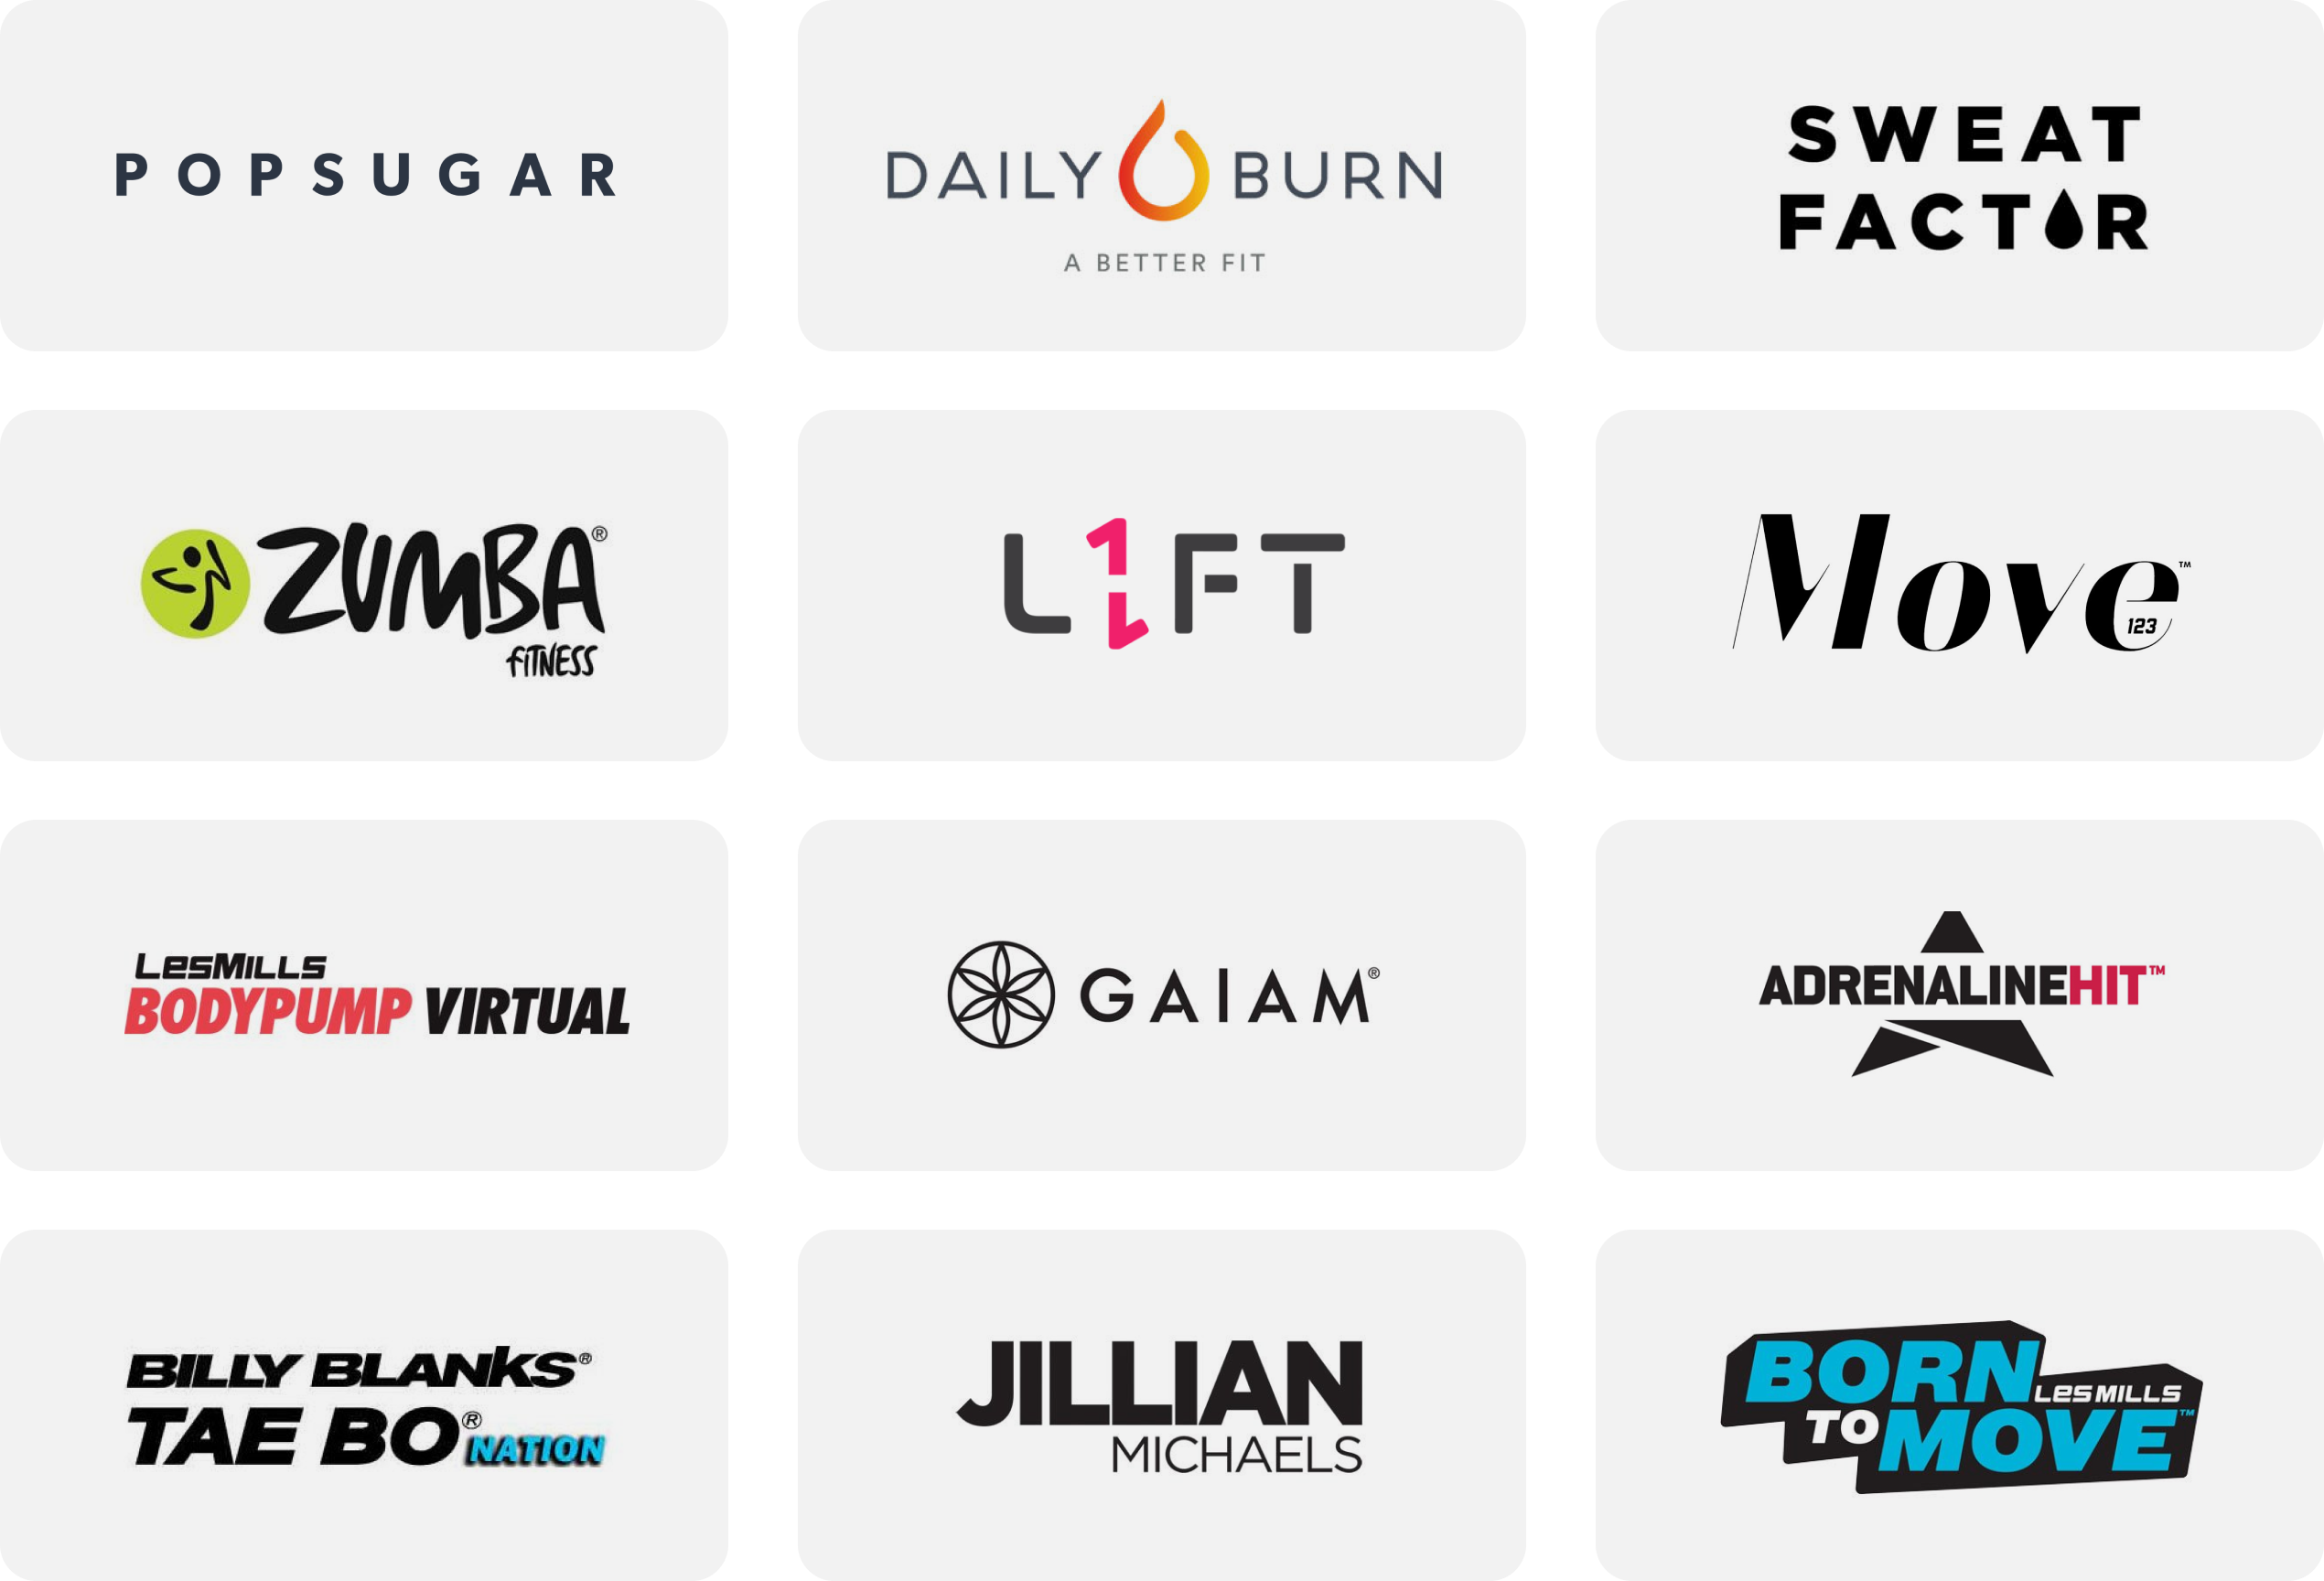 POPSUGAR
DAILY BURN
A BETTER FIT
SWEAT
FACTOR
ZUMBA®
fiTNESS
L1FT
Move™
123
LesMILLS
BODYPUMP VIRTUAL
GAIAM®
ADRENALINEHIT™
BILLY BLANKS®
TAE BO® NATION
JILLIAN
MICHAELS
BORN
LesMILLS
TO MOVE™